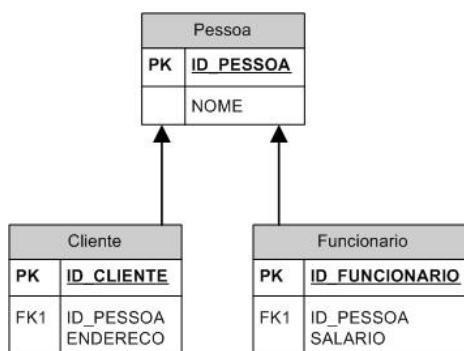 Pessoa
PK ID_PESSOA
NOME
Cliente
PK ID_CLIENTE
FK1 ID_PESSOA
ENDERECO
Funcionario
PK ID_FUNCIONARIO
FK1 ID_PESSOA
SALARIO